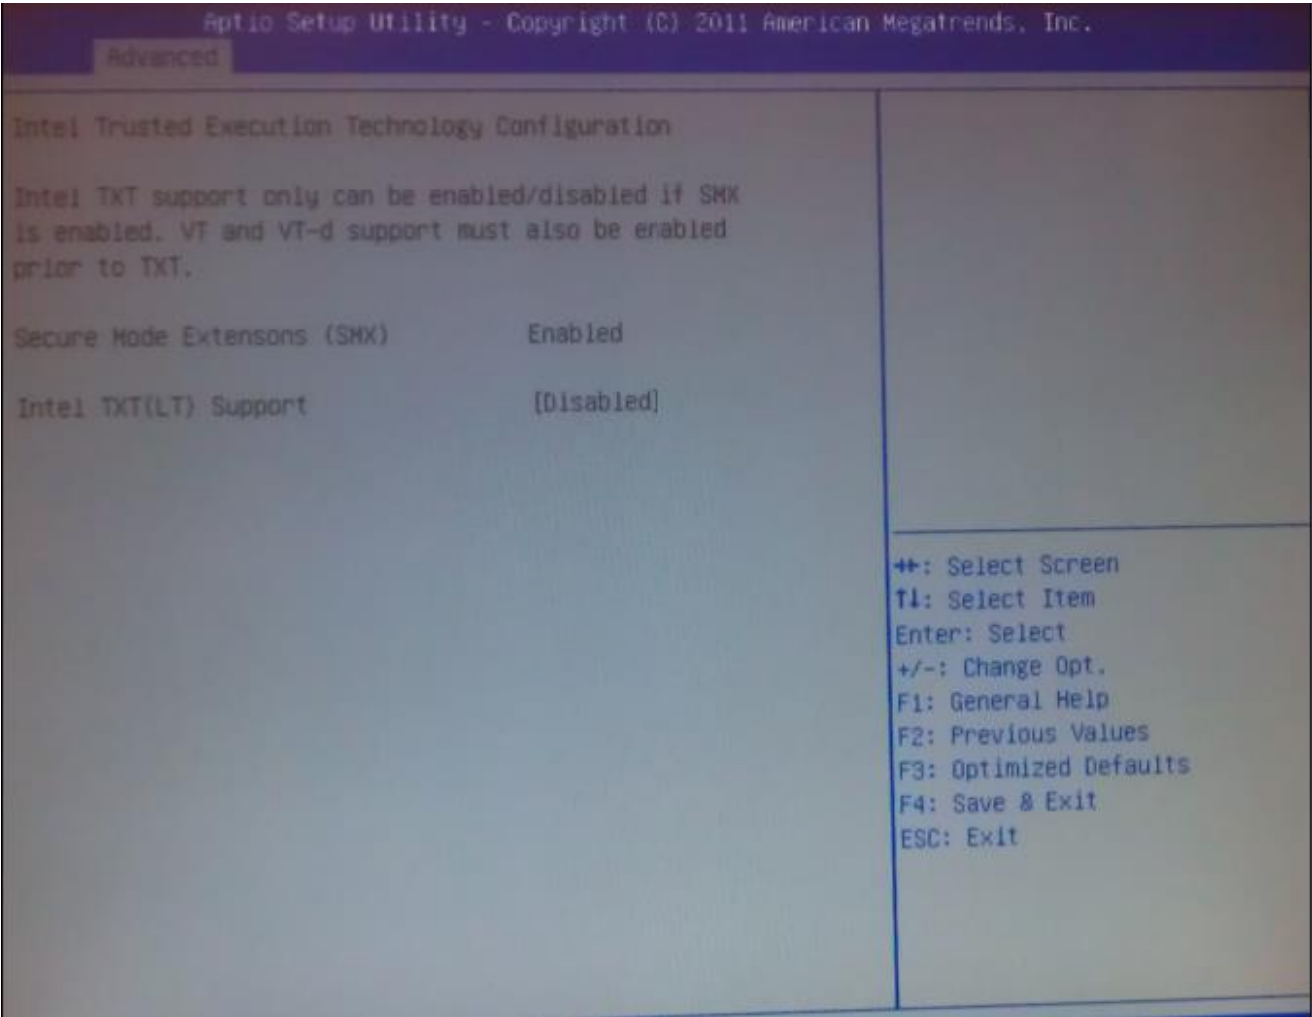 Aptio Setup Utility - Copyright (C) 2011 American Megatrends, Inc.
Advanced
Intel Trusted Execution Technology Configuration
Intel TXT support only can be enabled/disabled if SMX
is enabled. VT and VT-d support must also be enabled
prior to TXT.
Secure Mode Extensons (SMX) Enabled
Intel TXT(LT) Support [Disabled]
→←: Select Screen
↑↓: Select Item
Enter: Select
+/-: Change Opt.
F1: General Help
F2: Previous Values
F3: Optimized Defaults
F4: Save & Exit
ESC: Exit